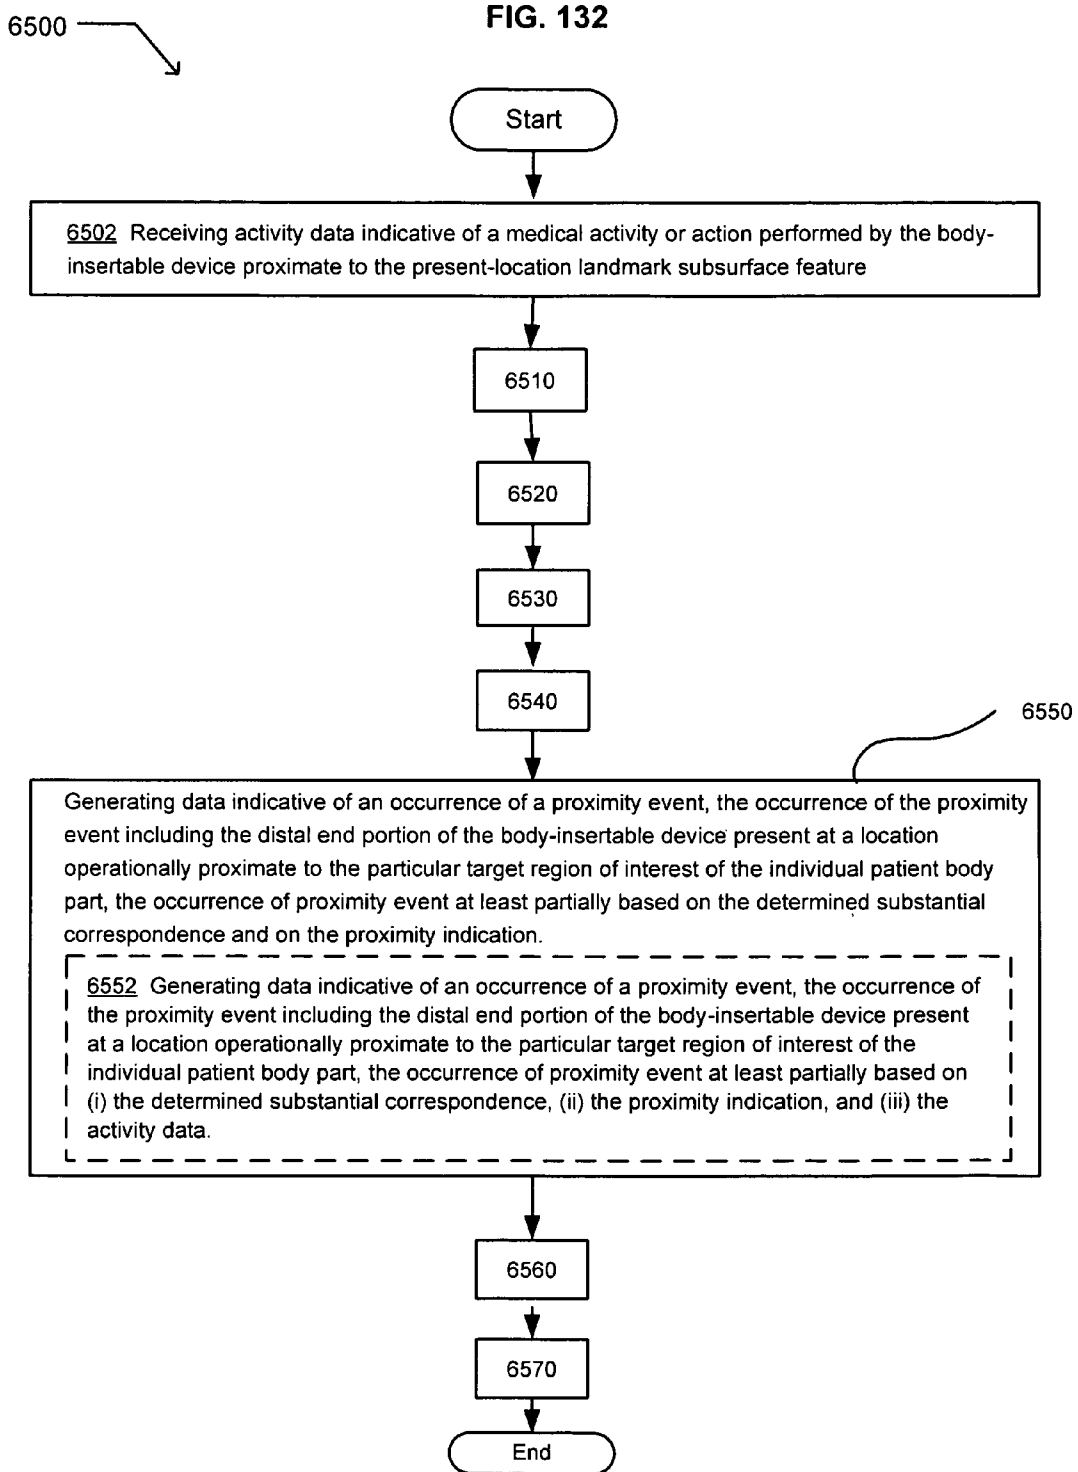 FIG. 132
6500
Start
6502 Receiving activity data indicative of a medical activity or action performed by the body-
insertable device proximate to the present-location landmark subsurface feature
6510
6520
6530
6540
6550
Generating data indicative of an occurrence of a proximity event, the occurrence of the proximity
event including the distal end portion of the body-insertable device present at a location
operationally proximate to the particular target region of interest of the individual patient body
part, the occurrence of proximity event at least partially based on the determined substantial
correspondence and on the proximity indication.
6552 Generating data indicative of an occurrence of a proximity event, the occurrence of
the proximity event including the distal end portion of the body-insertable device present
at a location operationally proximate to the particular target region of interest of the
individual patient body part, the occurrence of proximity event at least partially based on
(i) the determined substantial correspondence, (ii) the proximity indication, and (iii) the
activity data.
6560
6570
End